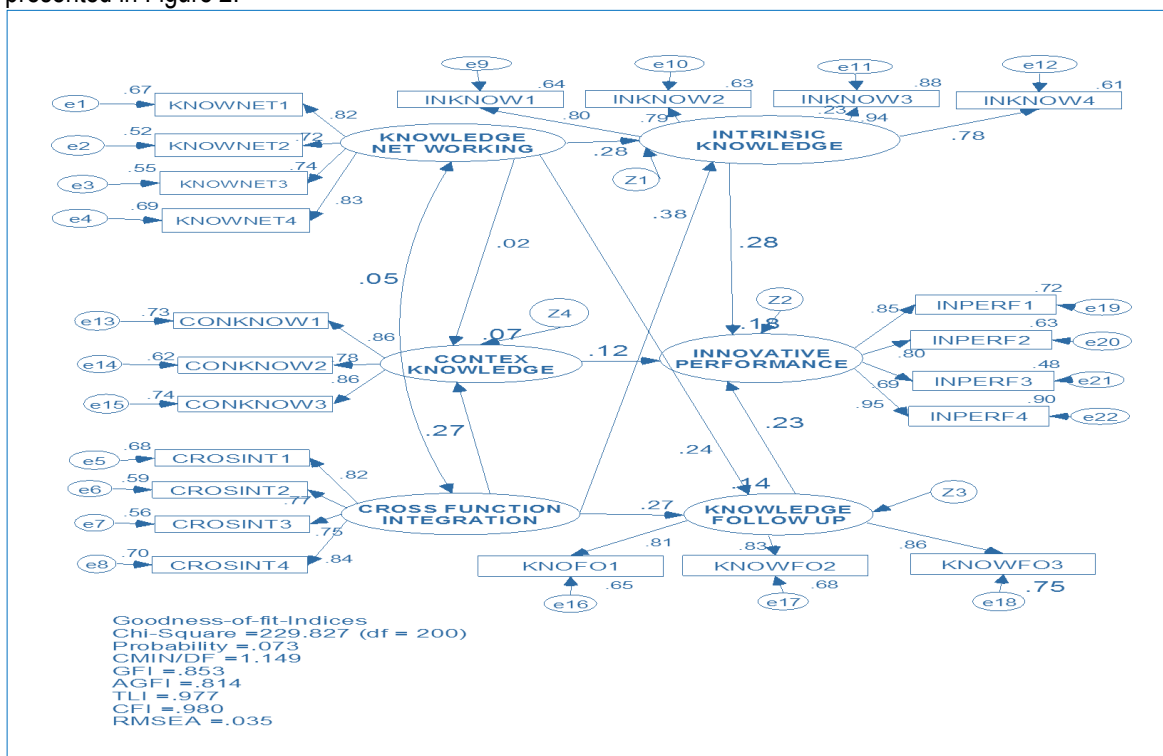 presented in Figure 2.
e9
e10
e11
e12
.64
.63
.88
.61
INKNOW1
INKNOW2
INKNOW3
INKNOW4
.80
.79
.23
.94
.78
e1
.67
KNOWNET1
.82
e2
.52
KNOWNET2
.72
e3
.55
KNOWNET3
.74
e4
.69
KNOWNET4
.83
KNOWLEDGE
NET WORKING
.28
INTRINSIC
KNOWLEDGE
Z1
.38
.02
.28
.05
e13
.73
CONKNOW1
.86
e14
.62
CONKNOW2
.78
e15
.74
CONKNOW3
.86
Z4
.07
CONTEX
KNOWLEDGE
.12
Z2
.18
INNOVATIVE
PERFORMANCE
.85
INPERF1
.72
e19
.80
INPERF2
.63
e20
.69
INPERF3
.48
e21
.95
INPERF4
.90
e22
.27
.24
.23
e5
.68
CROSINT1
.82
e6
.59
CROSINT2
.77
e7
.56
CROSINT3
.75
e8
.70
CROSINT4
.84
CROSS FUNCTION
INTEGRATION
.27
.14
KNOWLEDGE
FOLLOW UP
Z3
.81
.83
.86
KNOFO1
KNOWFO2
KNOWFO3
e16
.65
e17
.68
e18
.75
Goodness-of-fit-Indices
Chi-Square =229.827 (df = 200)
Probability =.073
CMIN/DF =1.149
GFI =.853
AGFI =.814
TLI =.977
CFI =.980
RMSEA =.035